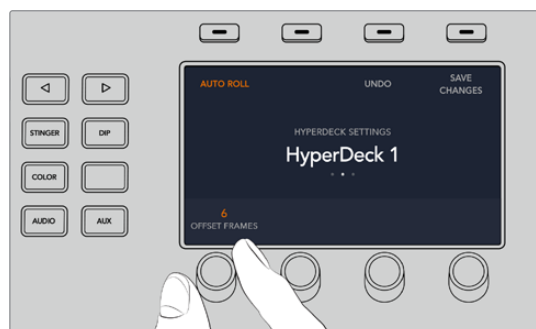 AUTO ROLL
UNDO
SAVE
CHANGES
HYPERDECK SETTINGS
HyperDeck 1
6
OFFSET FRAMES
STINGER
DIP
COLOR
AUDIO
AUX